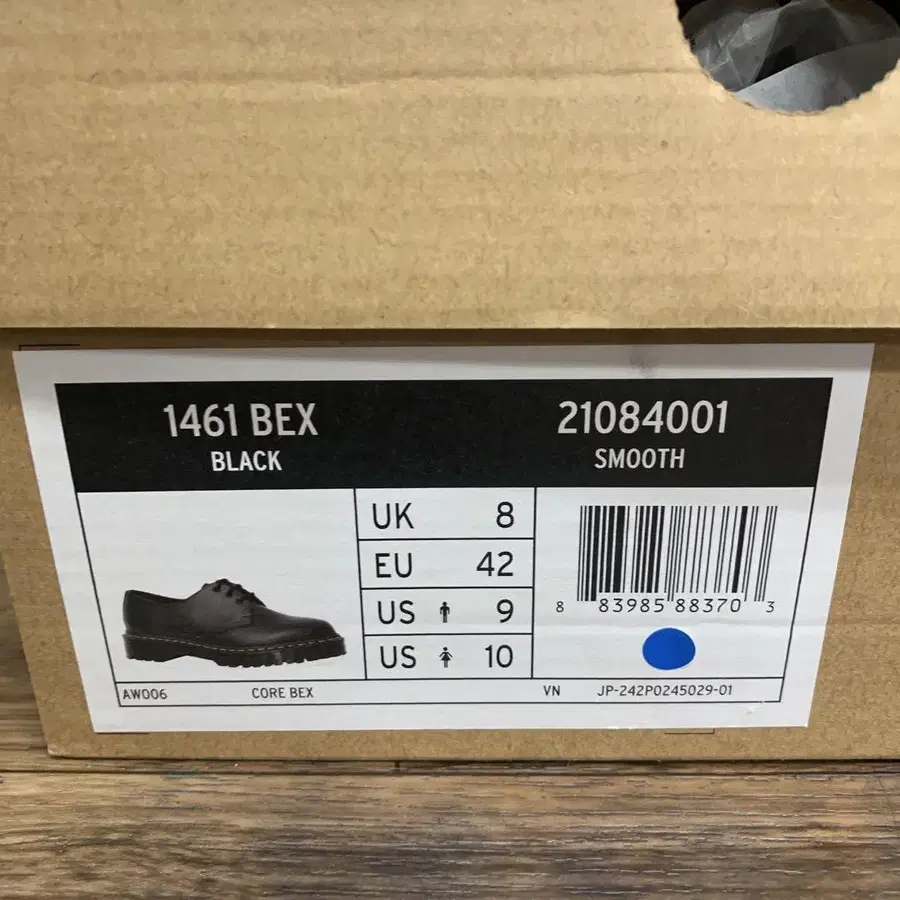 1461 BEX
BLACK
21084001
SMOOTH
UK 8
EU 42
US 9
US 10
8 83985 88370 3
AW006 CORE BEX VN JP-242P0245029-01